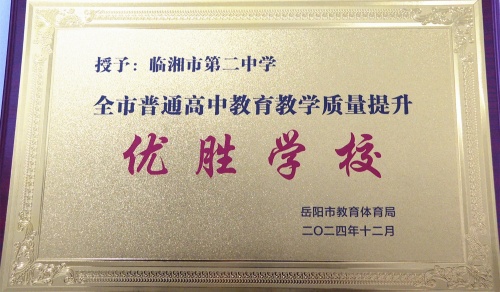 授予：临湘市第二中学
全市普通高中教育教学质量提升
优胜学校
岳阳市教育体育局
二〇二四年十二月